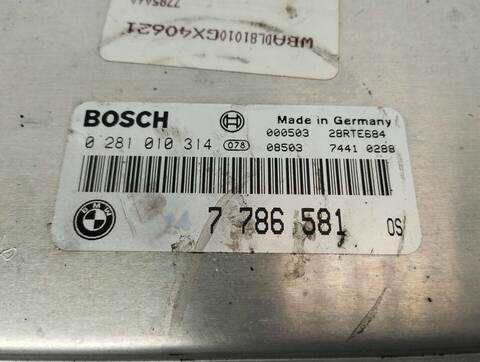 WBADL81010GX40621
BOSCH
Made in Germany
0 281 010 314 078
000503 28RTE684
08503 7441 0288
BMW
7 786 581 OS